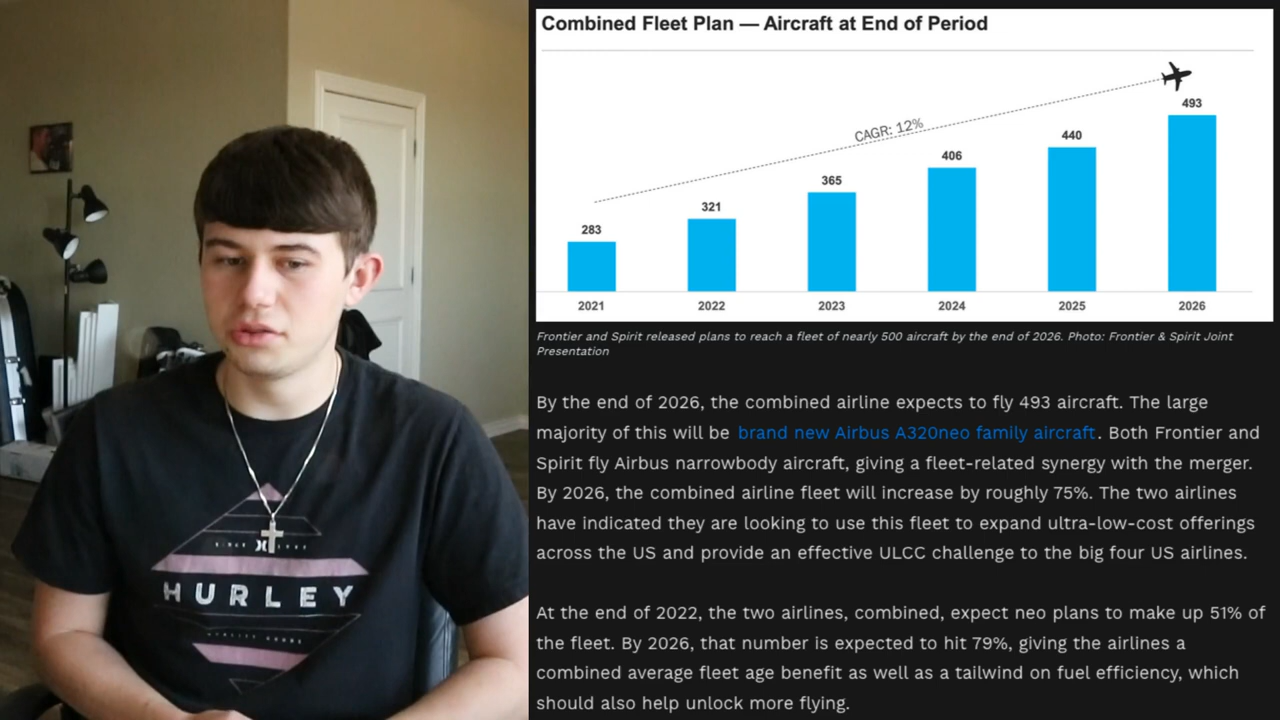 Combined Fleet Plan — Aircraft at End of Period
CAGR: 12%
283
321
365
406
440
493
2021
2022
2023
2024
2025
2026
Frontier and Spirit released plans to reach a fleet of nearly 500 aircraft by the end of 2026. Photo: Frontier & Spirit Joint
Presentation
By the end of 2026, the combined airline expects to fly 493 aircraft. The large
majority of this will be brand new Airbus A320neo family aircraft. Both Frontier and
Spirit fly Airbus narrowbody aircraft, giving a fleet-related synergy with the merger.
By 2026, the combined airline fleet will increase by roughly 75%. The two airlines
have indicated they are looking to use this fleet to expand ultra-low-cost offerings
across the US and provide an effective ULCC challenge to the big four US airlines.
At the end of 2022, the two airlines, combined, expect neo plans to make up 51% of
the fleet. By 2026, that number is expected to hit 79%, giving the airlines a
combined average fleet age benefit as well as a tailwind on fuel efficiency, which
should also help unlock more flying.
HURLEY